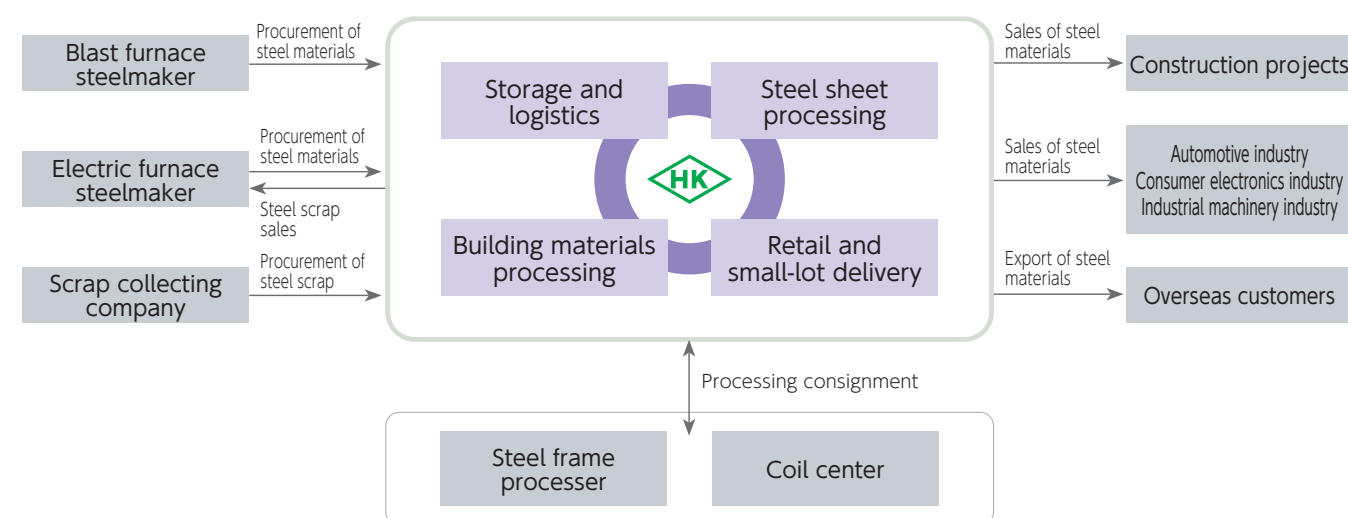 Blast furnace
steelmaker
Procurement of
steel materials
Electric furnace
steelmaker
Procurement of
steel materials
Steel scrap
sales
Scrap collecting
company
Procurement of
steel scrap
Storage and
logistics
Steel sheet
processing
HK
Building materials
processing
Retail and
small-lot delivery
Sales of steel
materials
Construction projects
Sales of steel
materials
Automotive industry
Consumer electronics industry
Industrial machinery industry
Export of steel
materials
Overseas customers
Processing consignment
Steel frame
processer
Coil center